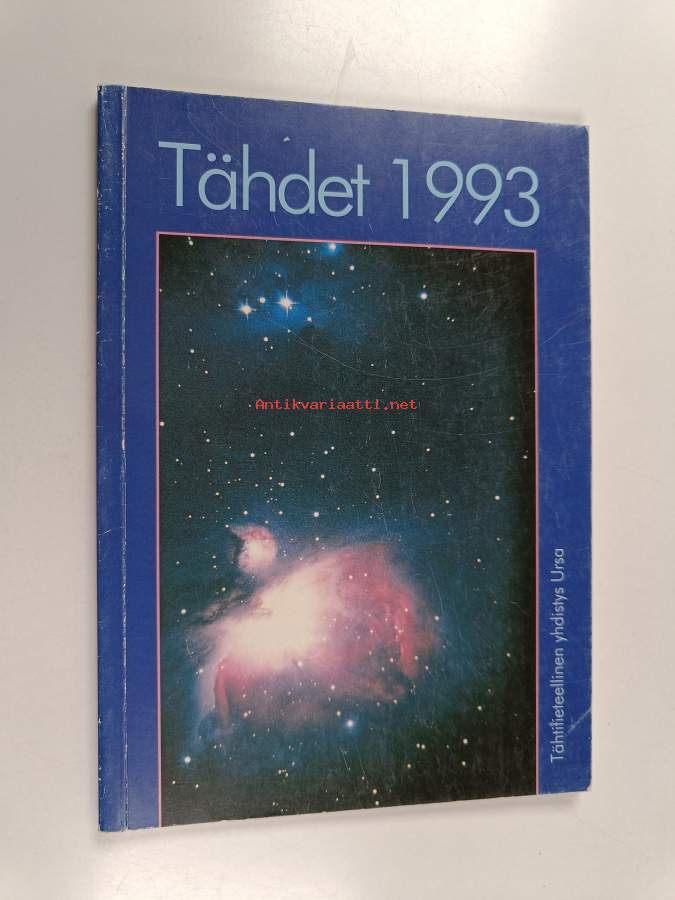 Tähdet 1993
Antikvariaatti.net
Tähtitieteellinen yhdistys Ursa